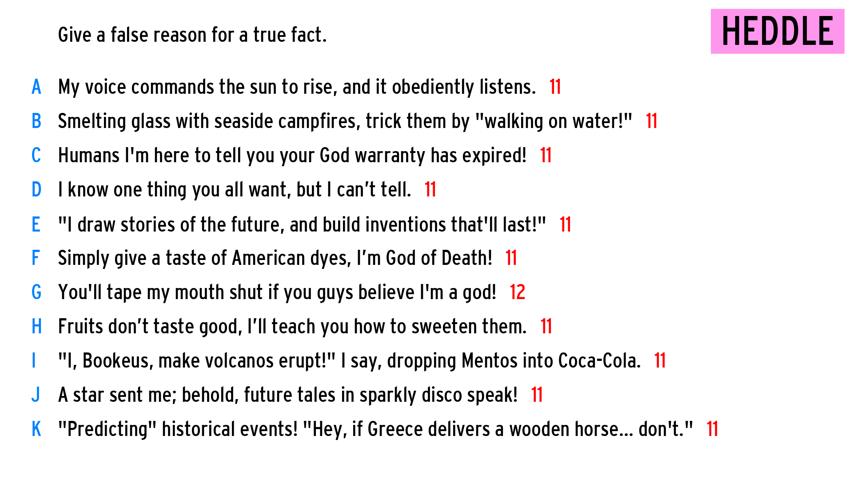 Give a false reason for a true fact.
HEDDLE
A My voice commands the sun to rise, and it obediently listens. 11
B Smelting glass with seaside campfires, trick them by "walking on water!" 11
C Humans I'm here to tell you your God warranty has expired! 11
D I know one thing you all want, but I can't tell. 11
E "I draw stories of the future, and build inventions that'll last!" 11
F Simply give a taste of American dyes, I'm God of Death! 11
G You'll tape my mouth shut if you guys believe I'm a god! 12
H Fruits don't taste good, I'll teach you how to sweeten them. 11
I "I, Bookeus, make volcanos erupt!" I say, dropping Mentos into Coca-Cola. 11
J A star sent me; behold, future tales in sparkly disco speak! 11
K "Predicting" historical events! "Hey, if Greece delivers a wooden horse... don't." 11